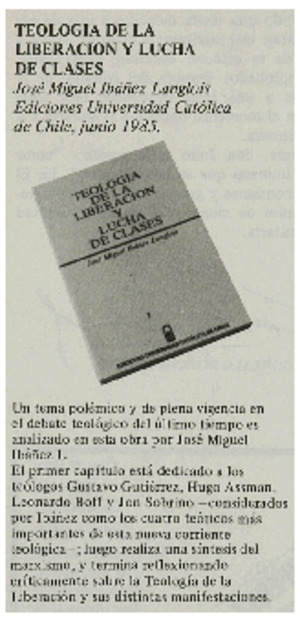 TEOLOGIA DE LA
LIBERACION Y LUCHA
DE CLASES
José Miguel Ibáñez Langlois
Ediciones Universidad Católica
de Chile, junio 1985.
TEOLOGIA
DE LA
LIBERACION
Y
LUCHA
DE CLASES
José Miguel Ibáñez Langlois
Un tema polémico y de plena vigencia en
el debate teológico del último tiempo es
analizado en esta obra por José Miguel
Ibáñez L.
El primer capítulo está dedicado a los
teólogos Gustavo Gutiérrez, Hugo Assman,
Leonardo Boff y Jon Sobrino —considerados
por Ibáñez como los cuatro teóricos más
importantes de esta nueva corriente
teológica—; luego realiza una síntesis del
marxismo, y termina reflexionando
críticamente sobre la Teología de la
Liberación y sus distintas manifestaciones.